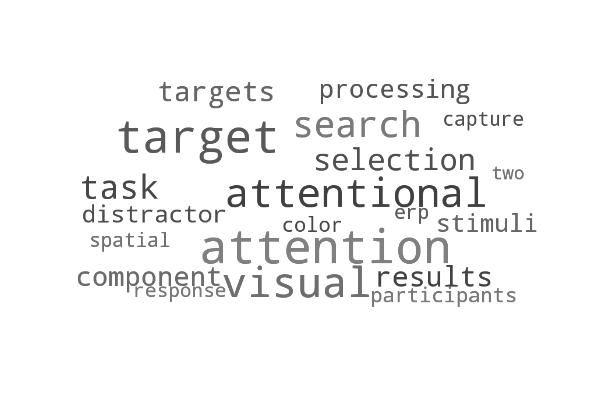 targets processing
target search capture
selection two
task attentional
distractor color erp stimuli
spatial attention
component visual results
response participants